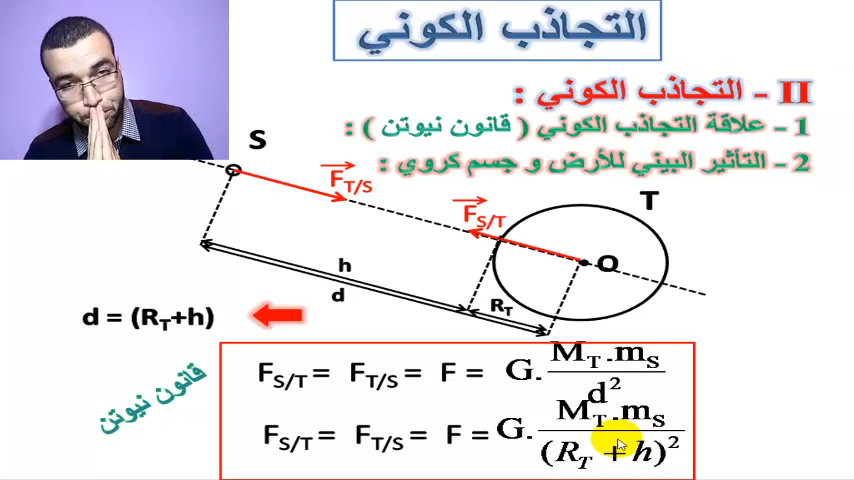 التجاذب الكوني
II - التجاذب الكوني :
1 - علاقة التجاذب الكوني ( قانون نيوتن ) :
2 - التأثير البيني للأرض و جسم كروي :
S
F_T/S
T
F_S/T
O
h
d
R_T
d = (R_T+h)
قانون نيوتن
F_S/T = F_T/S = F = G. M_T.m_S / d²
F_S/T = F_T/S = F = G. M_T.m_S / (R_T + h)²